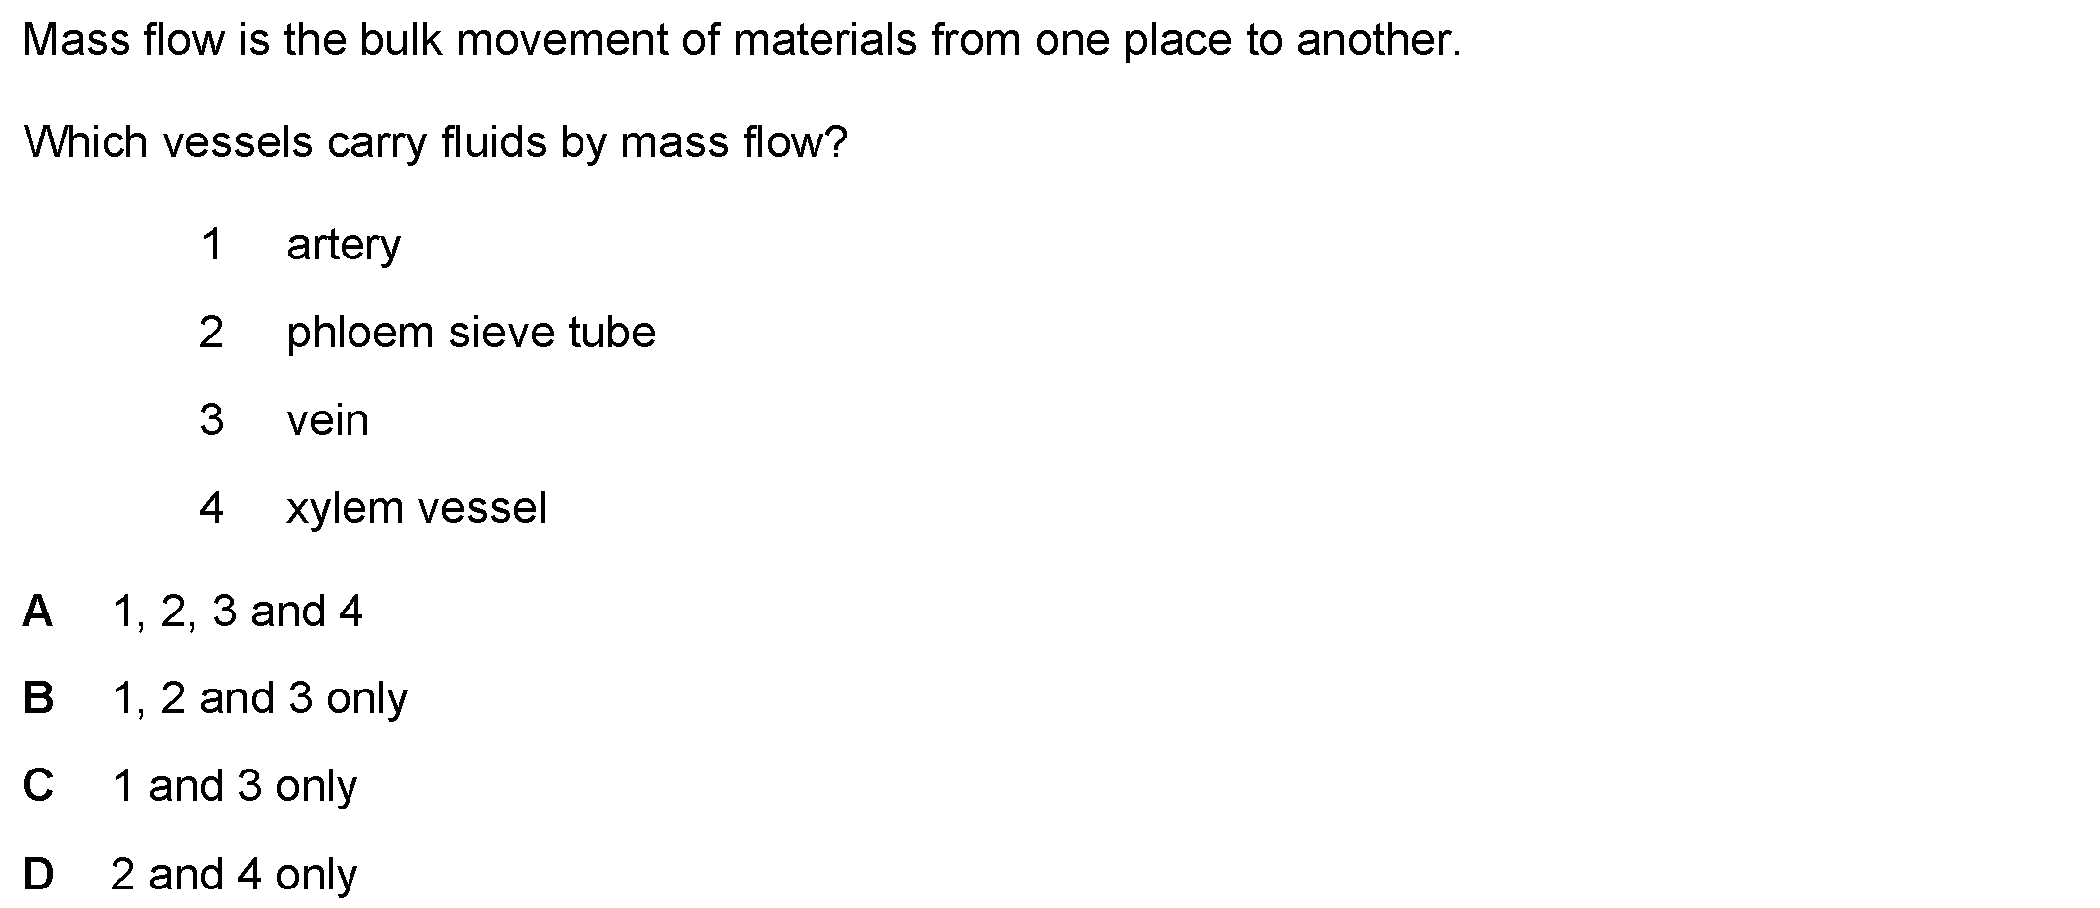 Mass flow is the bulk movement of materials from one place to another.
Which vessels carry fluids by mass flow?
1 artery
2 phloem sieve tube
3 vein
4 xylem vessel
A 1, 2, 3 and 4
B 1, 2 and 3 only
C 1 and 3 only
D 2 and 4 only